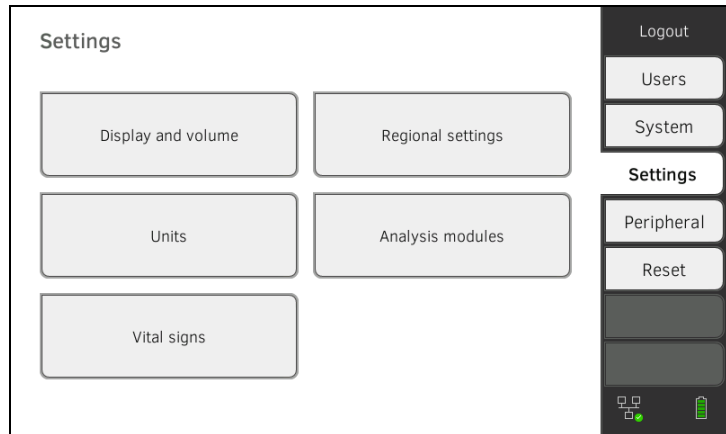 Settings
Display and volume
Regional settings
Units
Analysis modules
Vital signs
Logout
Users
System
Settings
Peripheral
Reset